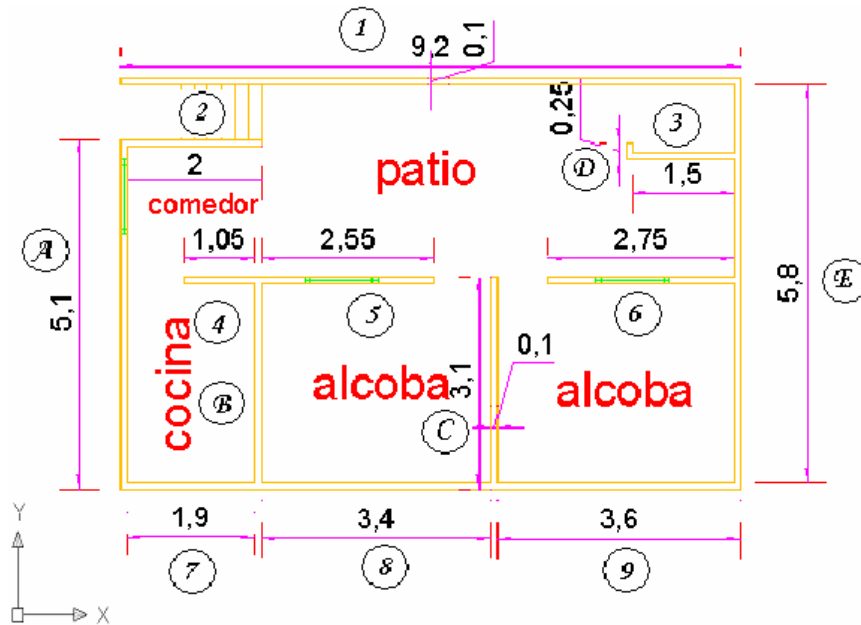 1
9,2
0,1
2
0,25
3
D
patio
2
1,5
comedor
A
1,05
2,55
2,75
E
5,1
5,8
4
5
6
cocina
0,1
alcoba
3,1
alcoba
B
C
Y
1,9
3,4
3,6
7
8
9
X